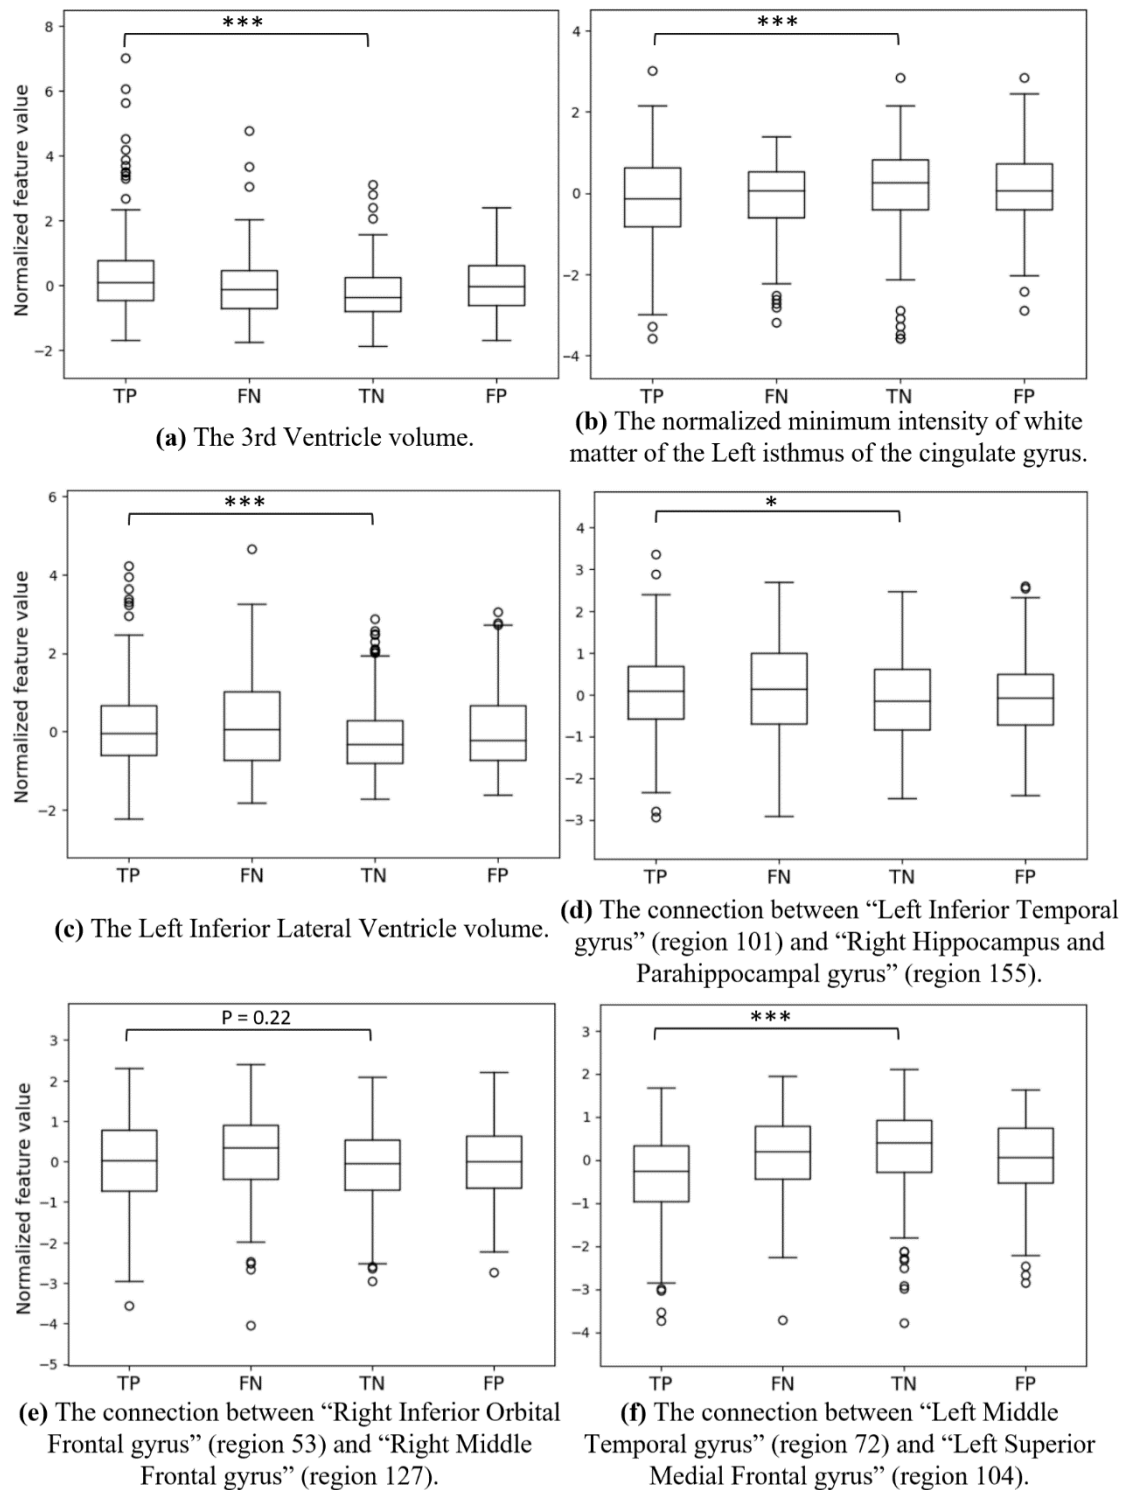 ***
8
6
4
2
0
−2
Normalized feature value
TP FN TN FP
(a) The 3rd Ventricle volume.
***
4
2
0
−2
−4
TP FN TN FP
(b) The normalized minimum intensity of white
matter of the Left isthmus of the cingulate gyrus.
***
6
4
2
0
−2
Normalized feature value
TP FN TN FP
(c) The Left Inferior Lateral Ventricle volume.
*
4
3
2
1
0
−1
−2
−3
TP FN TN FP
(d) The connection between “Left Inferior Temporal
gyrus” (region 101) and “Right Hippocampus and
Parahippocampal gyrus” (region 155).
P = 0.22
3
2
1
0
−1
−2
−3
−4
−5
Normalized feature value
TP FN TN FP
(e) The connection between “Right Inferior Orbital
Frontal gyrus” (region 53) and “Right Middle
Frontal gyrus” (region 127).
***
3
2
1
0
−1
−2
−3
−4
TP FN TN FP
(f) The connection between “Left Middle
Temporal gyrus” (region 72) and “Left Superior
Medial Frontal gyrus” (region 104).